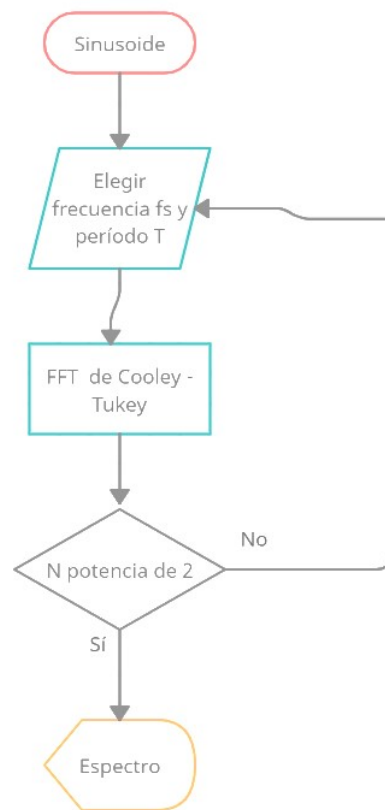 Sinusoide
Elegir
frecuencia fs y
período T
FFT de Cooley -
Tukey
No
N potencia de 2
Sí
Espectro